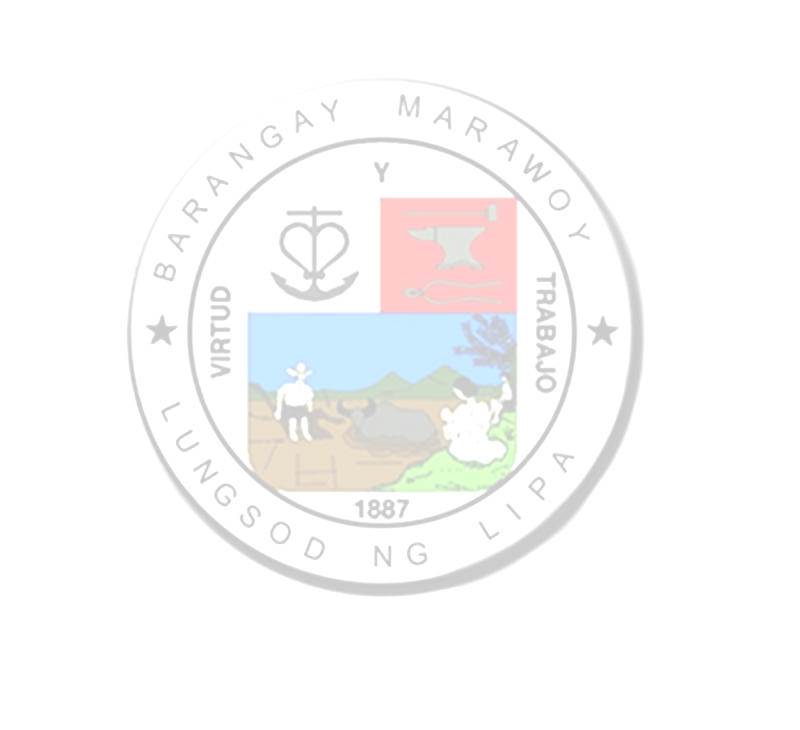 BARANGAY MARAWOY
Y
VIRTUD
TRABAJO
1887
LUNGSOD NG LIPA